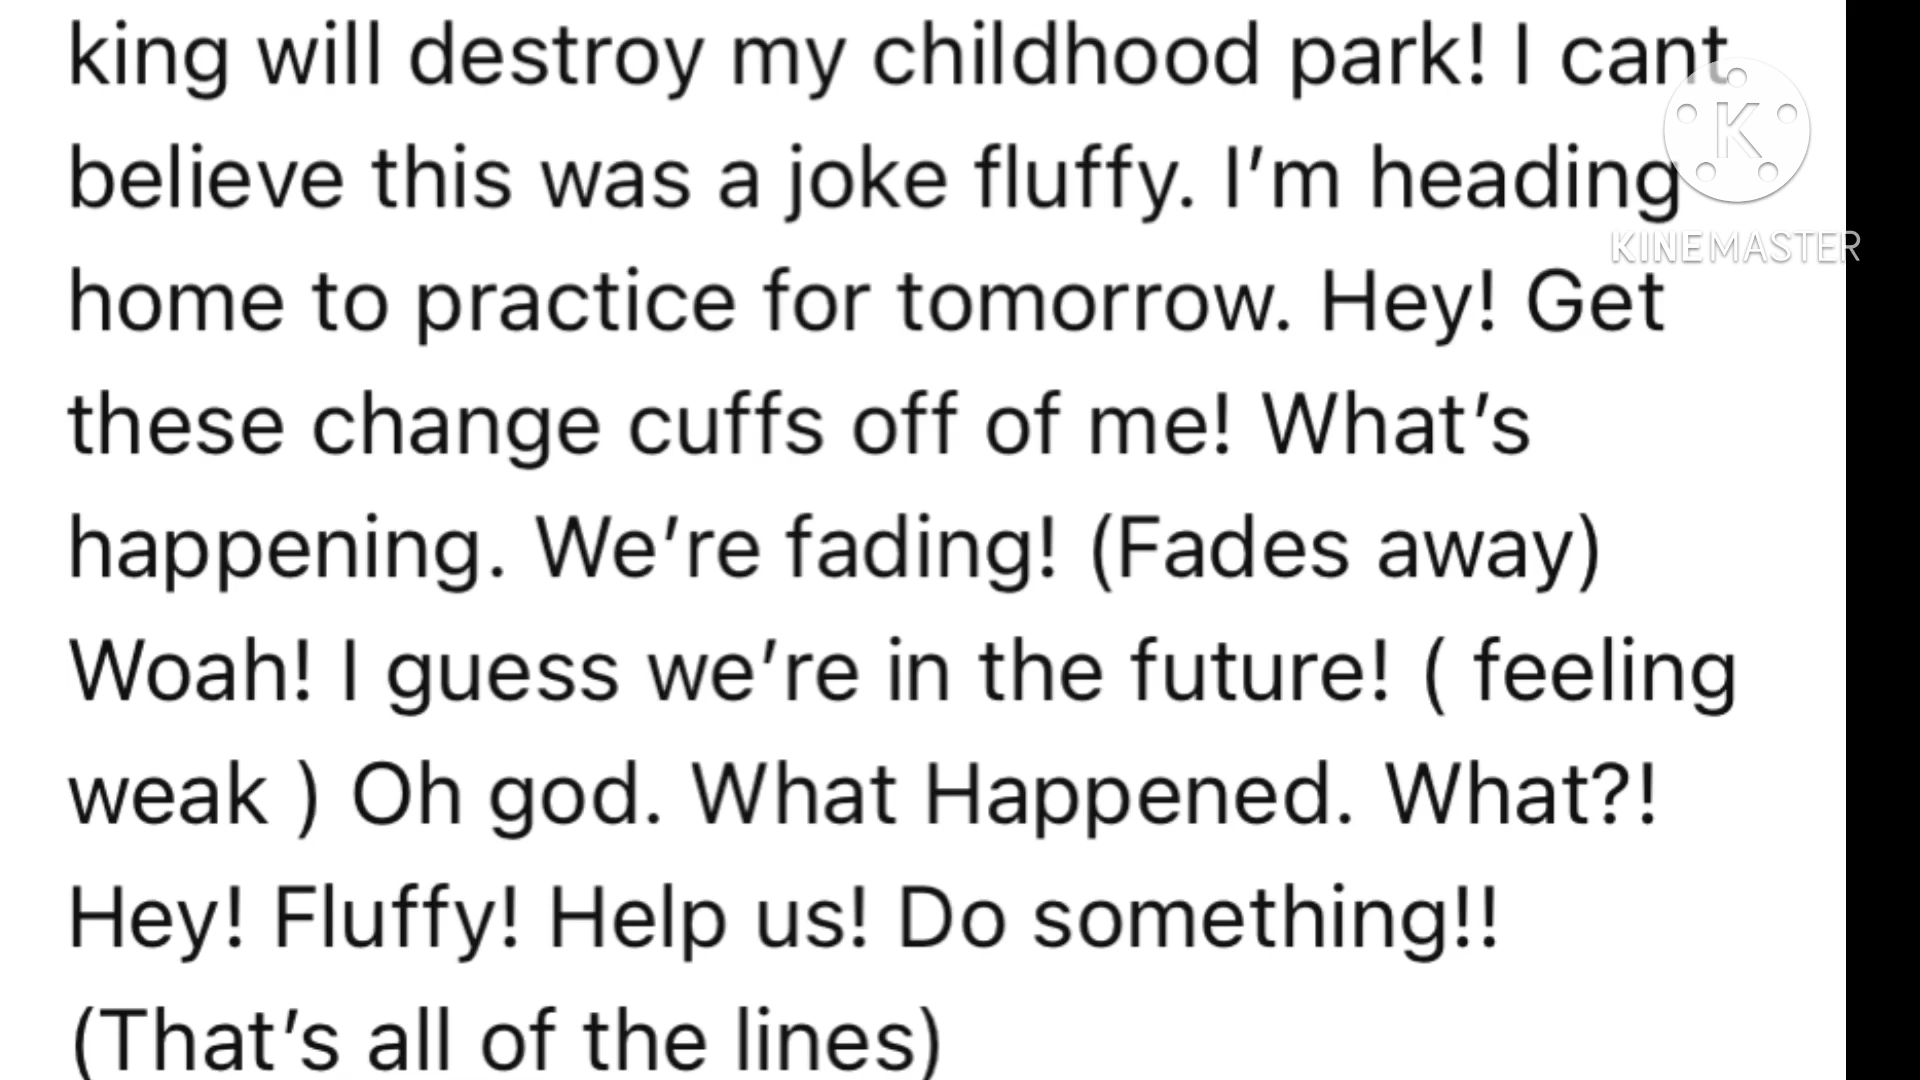 king will destroy my childhood park! I cant
believe this was a joke fluffy. I’m heading
home to practice for tomorrow. Hey! Get
these change cuffs off of me! What’s
happening. We’re fading! (Fades away)
Woah! I guess we’re in the future! ( feeling
weak ) Oh god. What Happened. What?!
Hey! Fluffy! Help us! Do something!!
(That’s all of the lines)
K
KINEMASTER